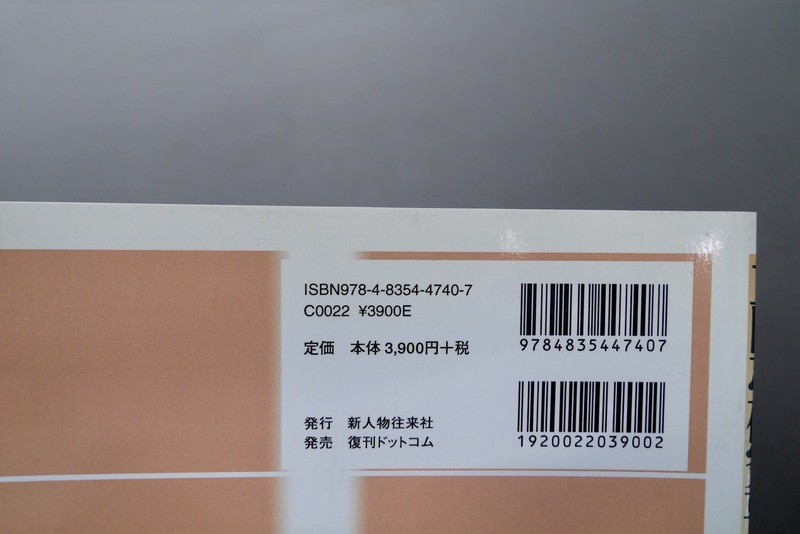 ISBN978-4-8354-4740-7
C0022 ¥3900E
定価 本体 3,900円+税
発行 新人物往来社
発売 復刊ドットコム
9784835447407
1920022039002